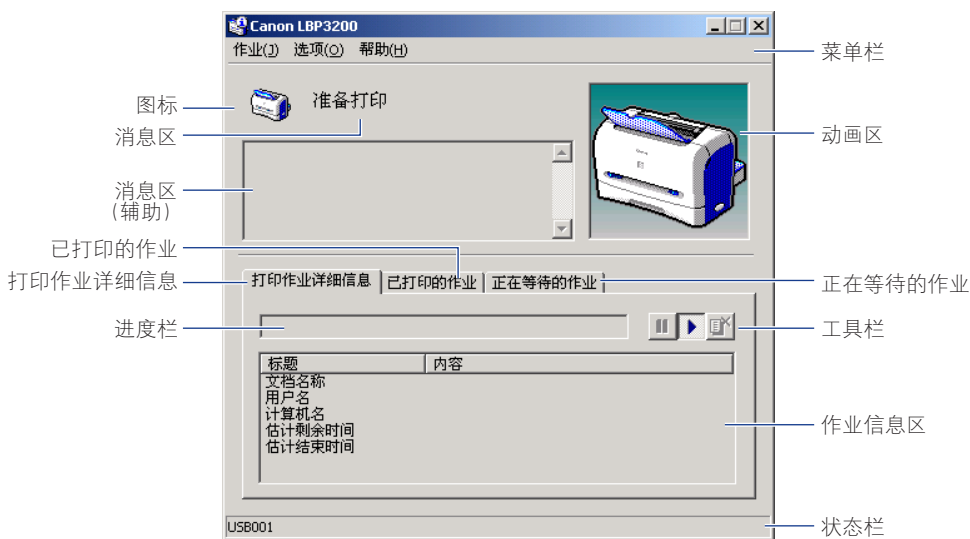 Canon LBP3200
作业(J) 选项(O) 帮助(H)
菜单栏
图标
准备打印
消息区
动画区
消息区
(辅助)
已打印的作业
打印作业详细信息
打印作业详细信息 已打印的作业 正在等待的作业
正在等待的作业
进度栏
工具栏
标题 内容
文档名称
用户名
计算机名
估计剩余时间
估计结束时间
作业信息区
USB001
状态栏